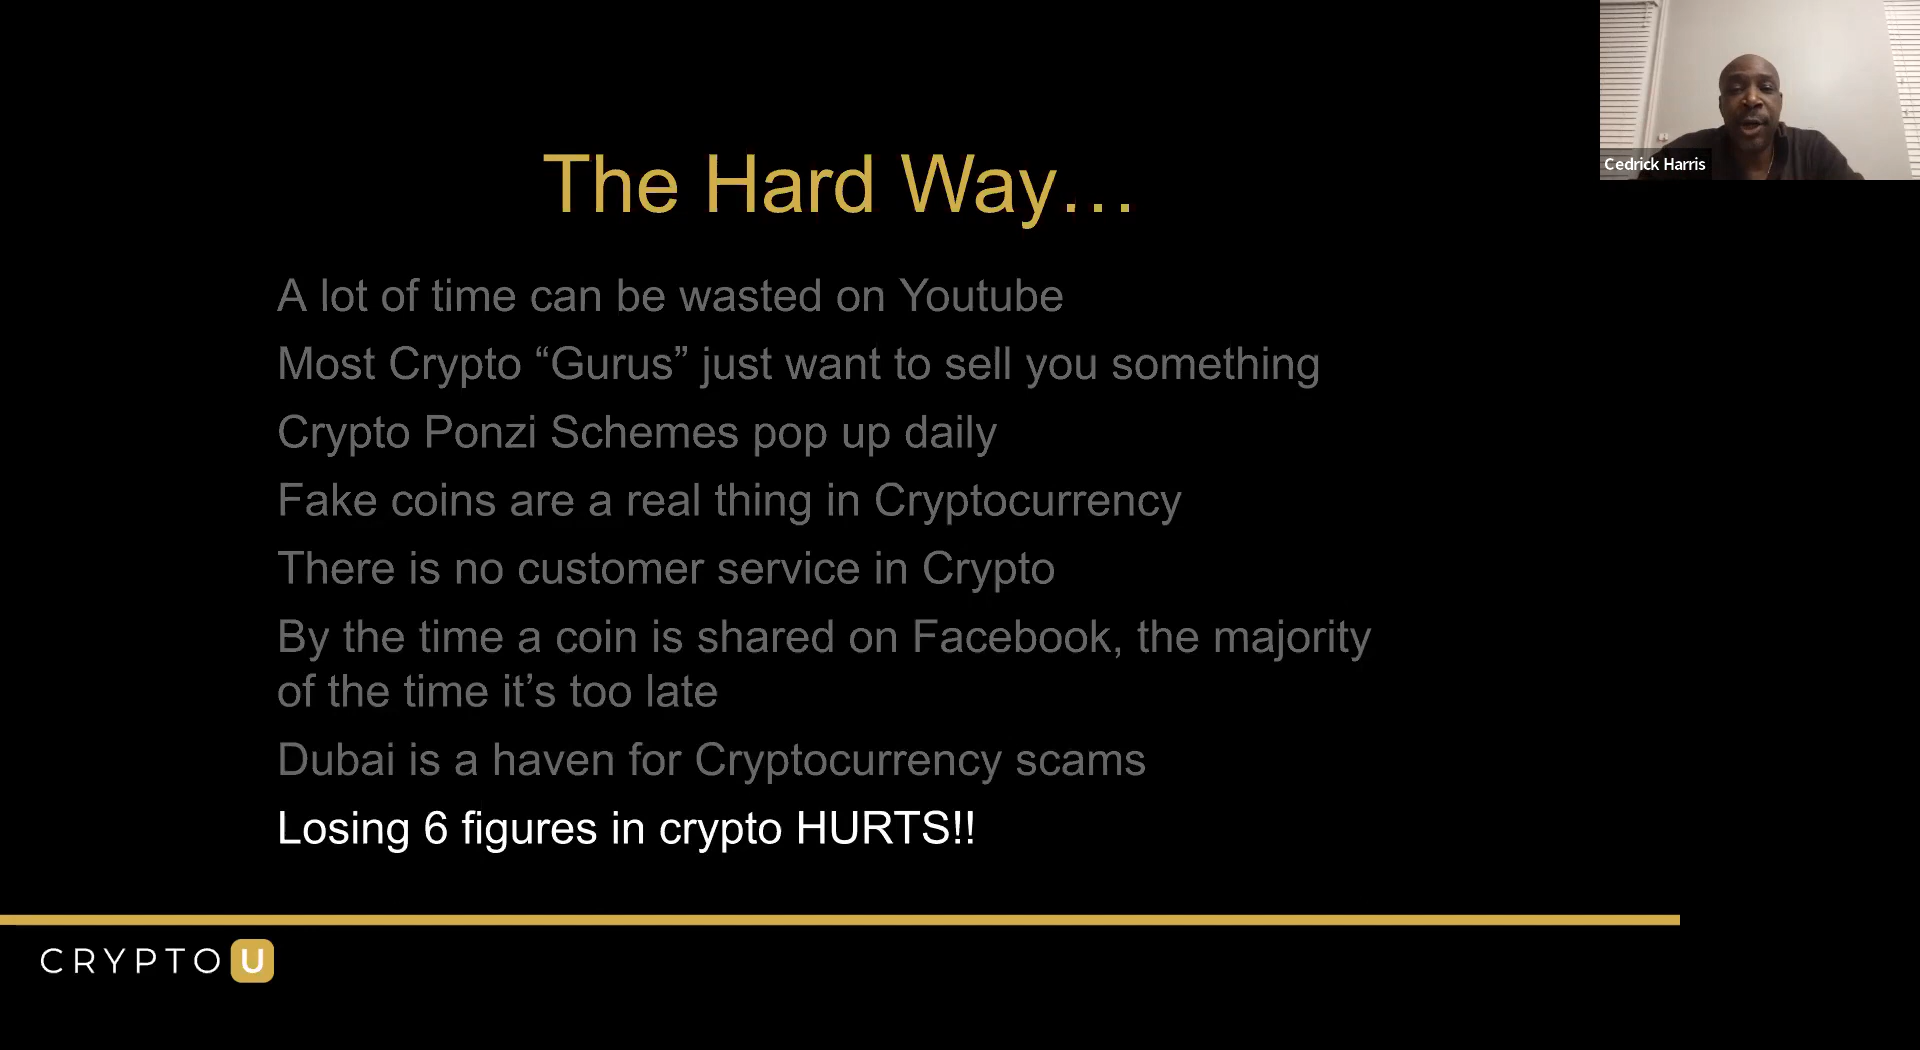 Cedrick Harris
The Hard Way…
A lot of time can be wasted on Youtube
Most Crypto “Gurus” just want to sell you something
Crypto Ponzi Schemes pop up daily
Fake coins are a real thing in Cryptocurrency
There is no customer service in Crypto
By the time a coin is shared on Facebook, the majority
of the time it’s too late
Dubai is a haven for Cryptocurrency scams
Losing 6 figures in crypto HURTS!!
CRYPTO U